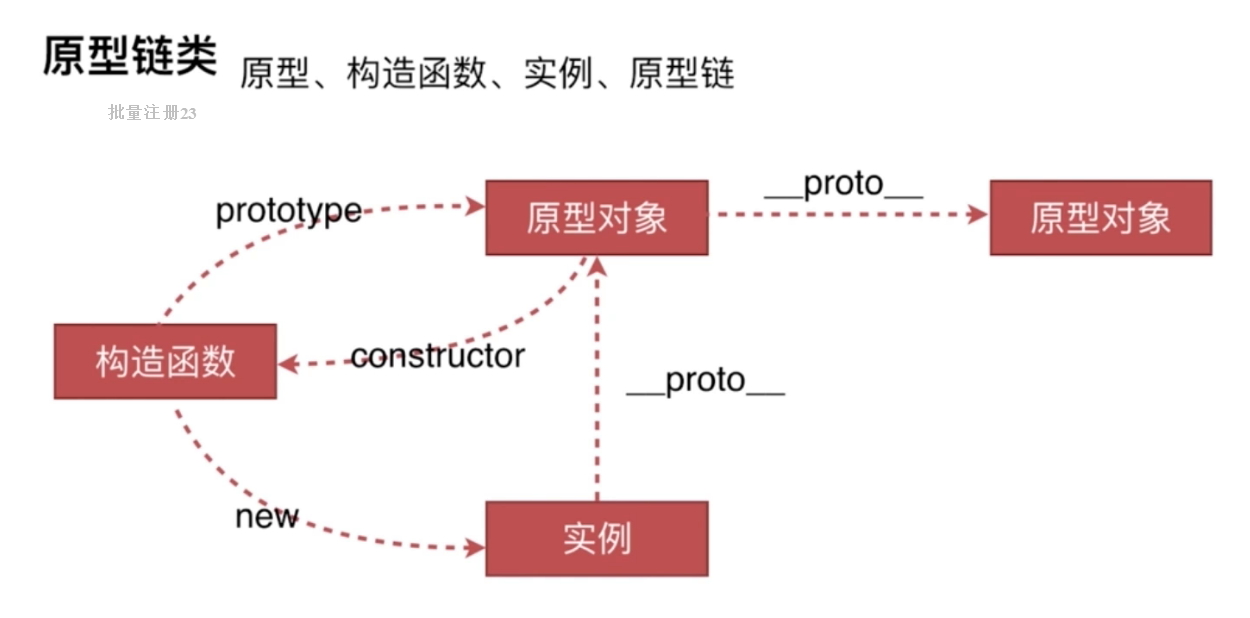 原型链类
原型、构造函数、实例、原型链
批量注册23
prototype
原型对象
__proto__
原型对象
构造函数
constructor
__proto__
new
实例